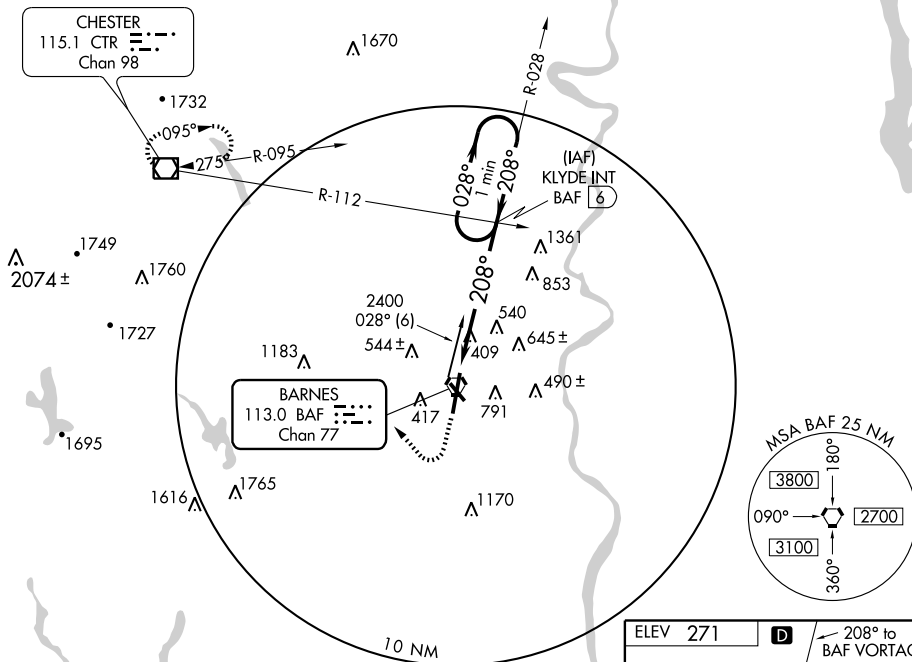 CHESTER
115.1 CTR
Chan 98
1670
R-028
1732
095°
275°
R-095
R-112
028°
1 min
208°
(IAF)
KLYDE INT
BAF 6
1749
2074 ±
1760
1361
853
208°
2400
028° (6)
540
1727
544 ±
409
645 ±
1183
BARNES
113.0 BAF
Chan 77
417
791
490 ±
1695
1616
1765
1170
MSA BAF 25 NM
180°
3800
090°
2700
3100
360°
10 NM
ELEV 271
D
208° to
BAF VORTAC